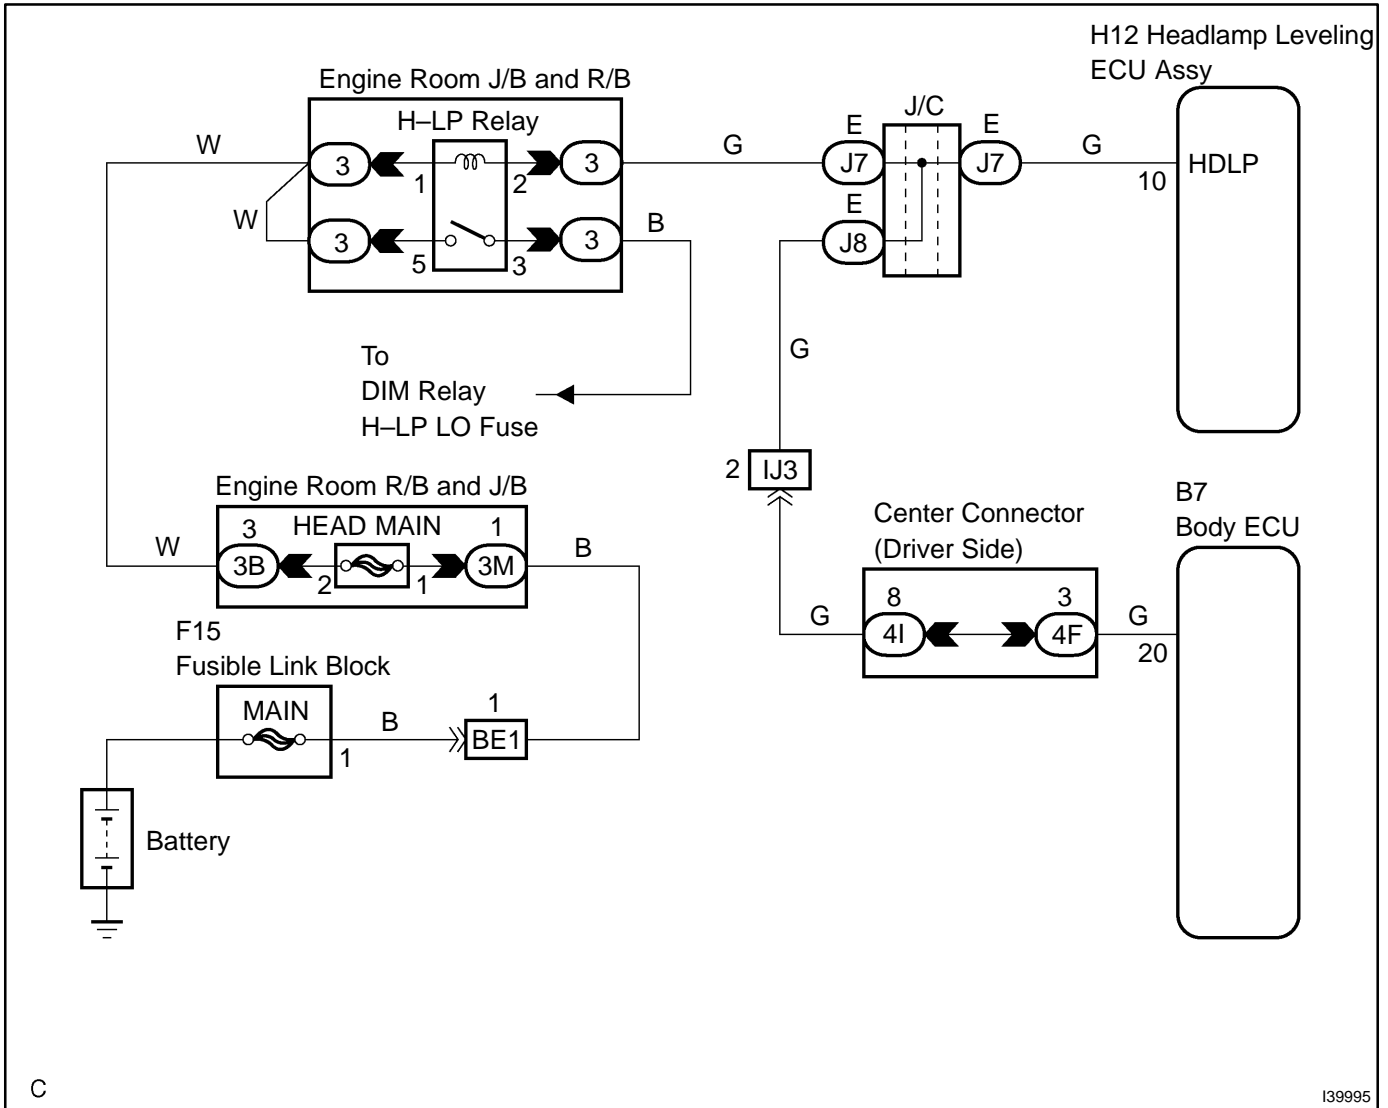 H12 Headlamp Leveling
ECU Assy
Engine Room J/B and R/B
H–LP Relay
J/C
W
3
1
2
3
G
E
J7
E
J7
G
10
HDLP
W
3
5
3
3
B
E
J8
G
To
DIM Relay
H–LP LO Fuse
2
IJ3
Engine Room R/B and J/B
W
3
3B
HEAD MAIN
2
1
1
3M
B
Center Connector
(Driver Side)
B7
Body ECU
G
8
4I
3
4F
G
20
F15
Fusible Link Block
MAIN
1
B
1
BE1
Battery
C
I39995